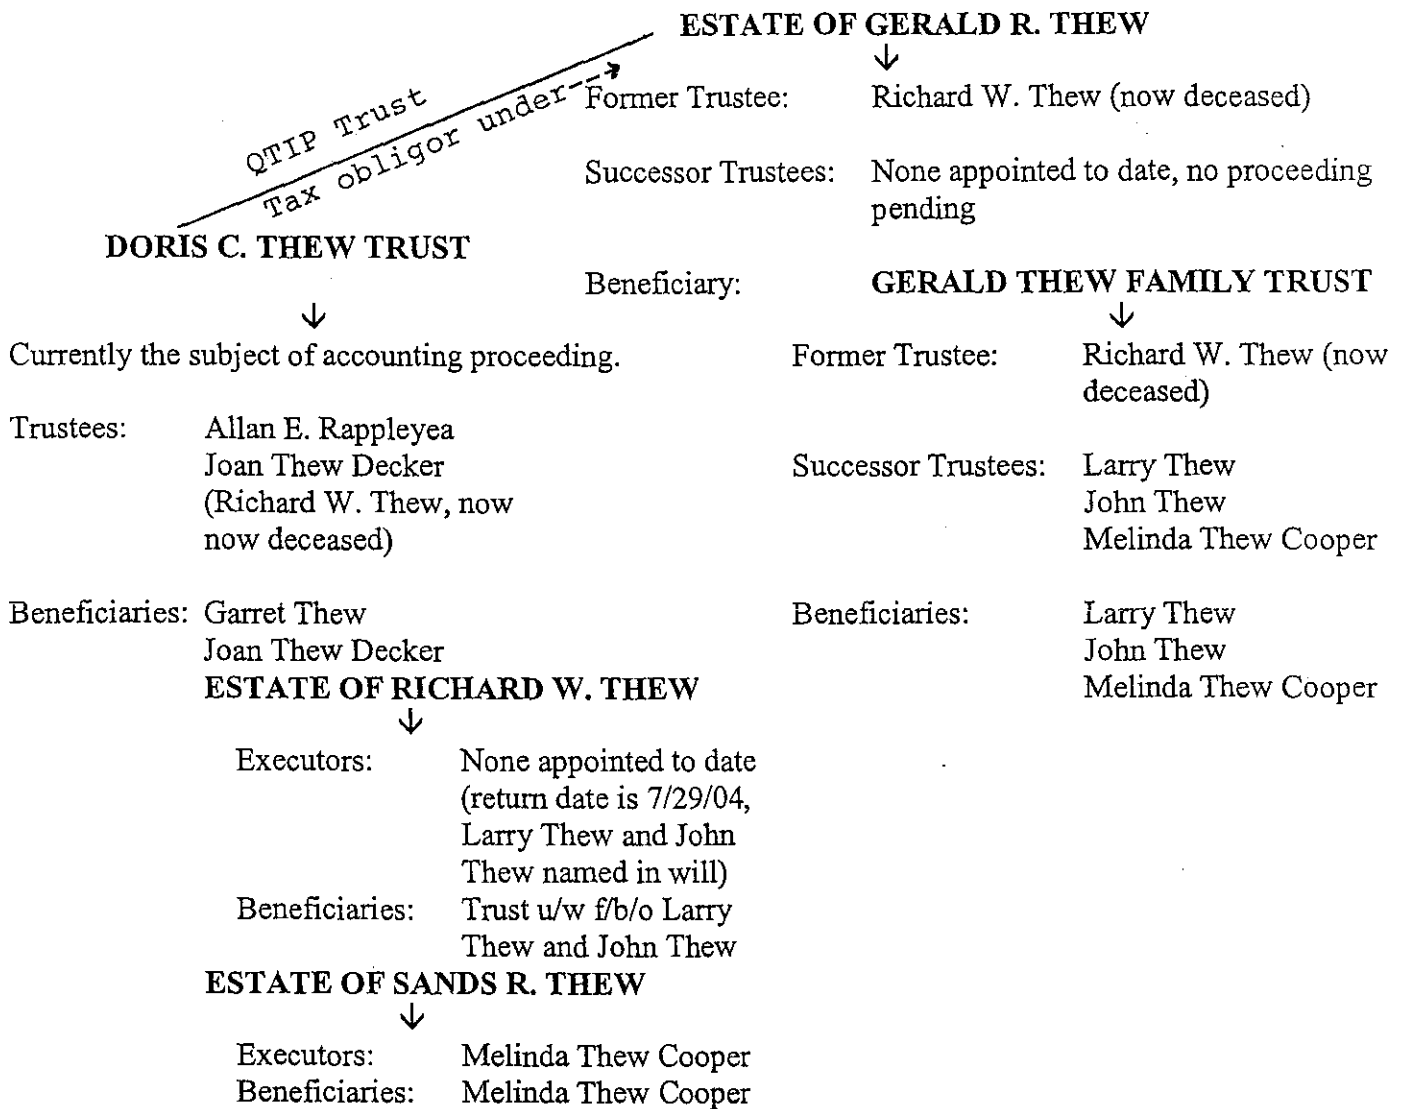 ESTATE OF GERALD R. THEW
↓
QTIP Trust
Tax obligor under-->
Former Trustee: Richard W. Thew (now deceased)
Successor Trustees: None appointed to date, no proceeding
pending
DORIS C. THEW TRUST
Beneficiary: GERALD THEW FAMILY TRUST
↓
↓
Currently the subject of accounting proceeding.
Former Trustee: Richard W. Thew (now
deceased)
Trustees: Allan E. Rappleyea
Joan Thew Decker
(Richard W. Thew, now
now deceased)
Successor Trustees: Larry Thew
John Thew
Melinda Thew Cooper
Beneficiaries: Garret Thew
Joan Thew Decker
ESTATE OF RICHARD W. THEW
↓
Beneficiaries: Larry Thew
John Thew
Melinda Thew Cooper
Executors: None appointed to date
(return date is 7/29/04,
Larry Thew and John
Thew named in will)
Beneficiaries: Trust u/w f/b/o Larry
Thew and John Thew
ESTATE OF SANDS R. THEW
↓
Executors: Melinda Thew Cooper
Beneficiaries: Melinda Thew Cooper